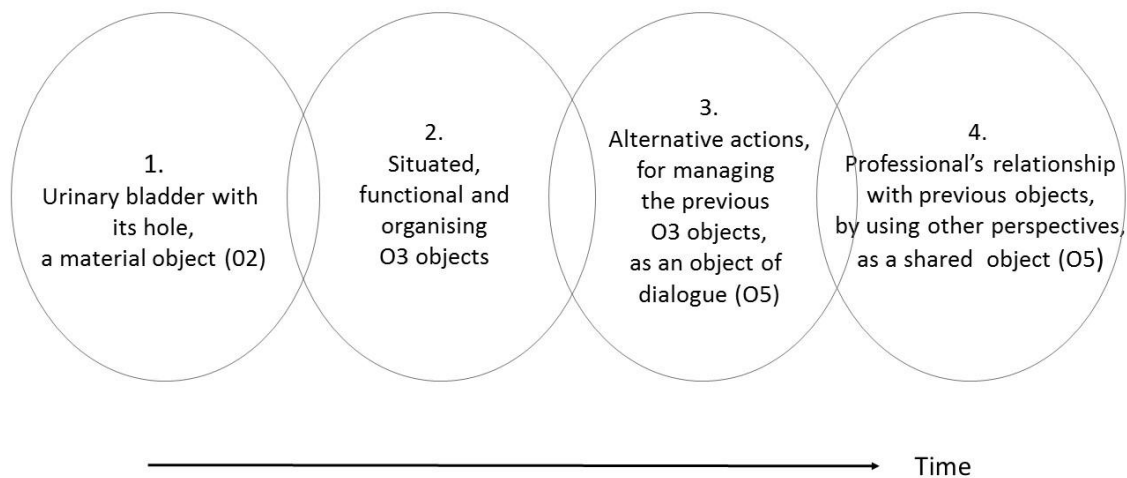 1.
Urinary bladder with
its hole,
a material object (02)
2.
Situated,
functional and
organising
O3 objects
3.
Alternative actions,
for managing
the previous
O3 objects,
as an object of
dialogue (O5)
4.
Professional’s relationship
with previous objects,
by using other perspectives,
as a shared object (O5)
Time